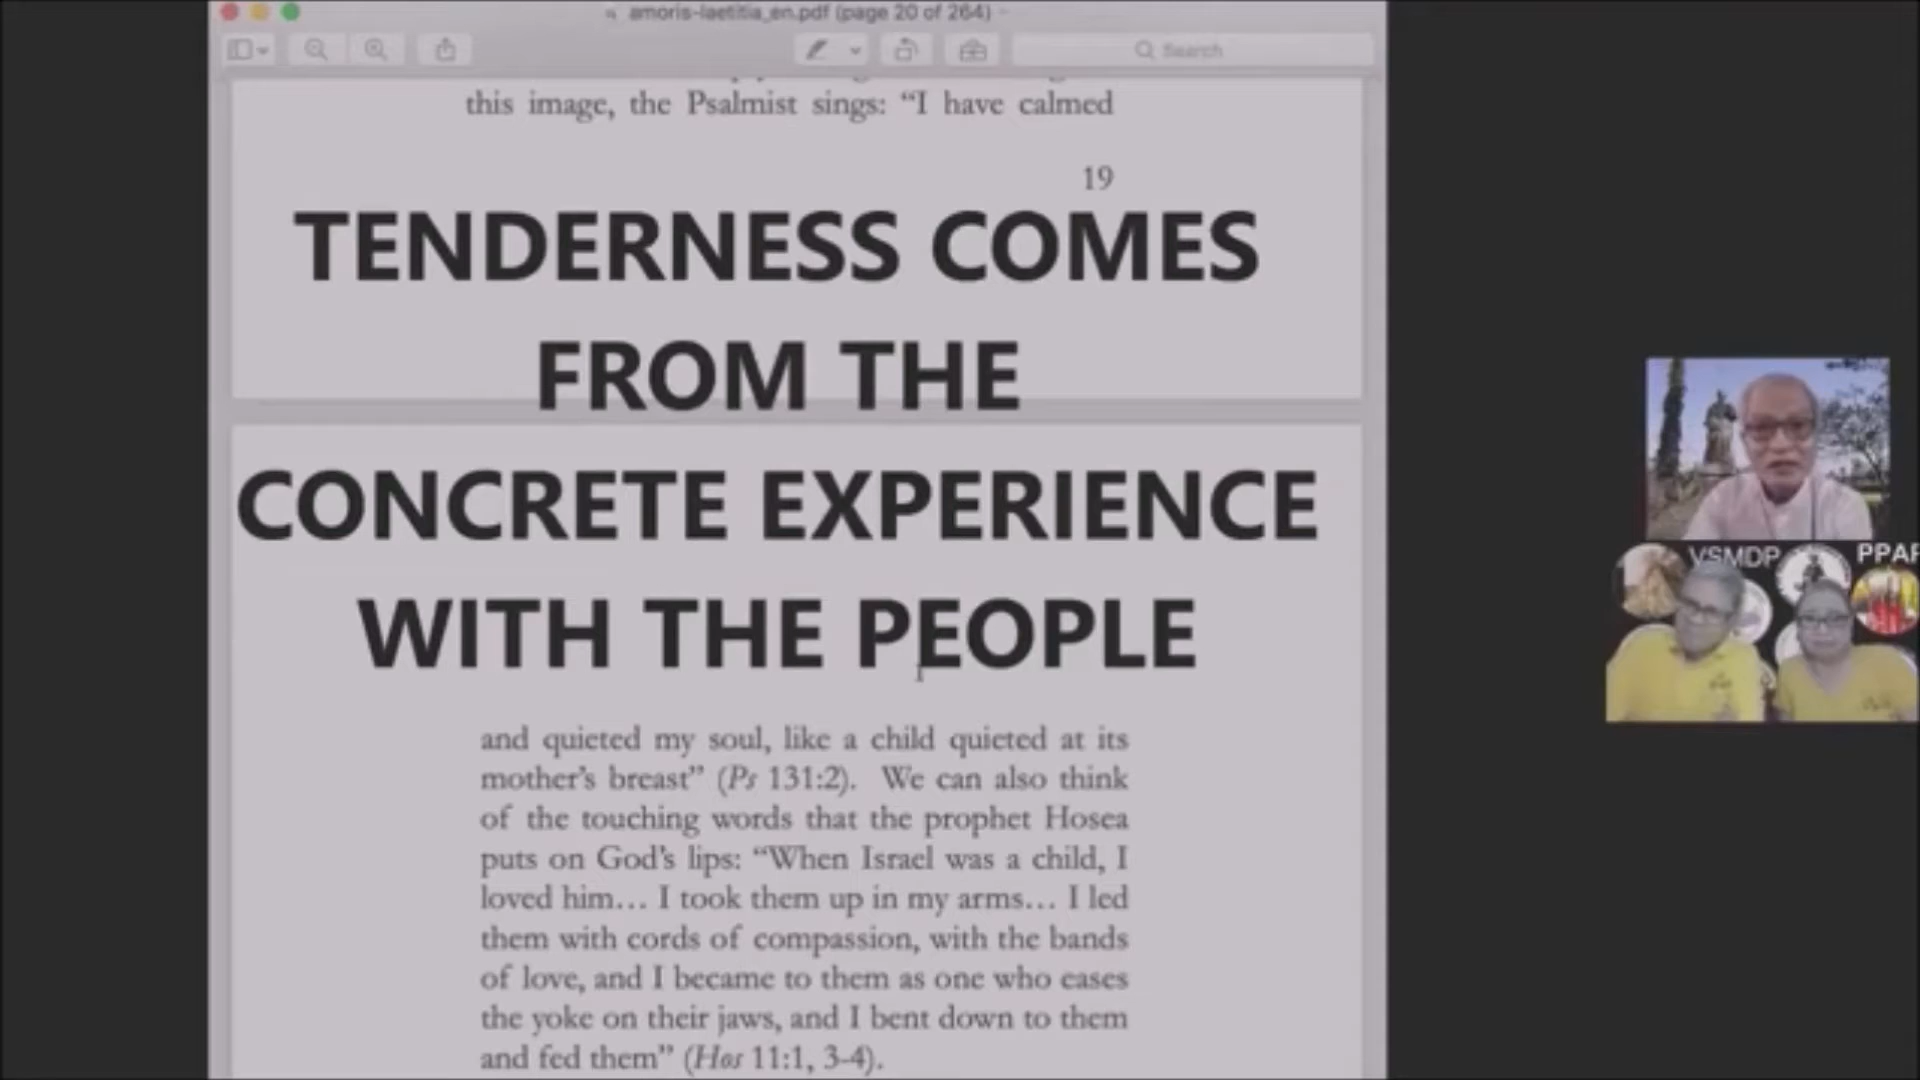 amoris-laetitia_en.pdf (page 20 of 264)
Search
this image, the Psalmist sings: “I have calmed
19
TENDERNESS COMES
FROM THE
CONCRETE EXPERIENCE
WITH THE PEOPLE
and quieted my soul, like a child quieted at its
mother’s breast” (Ps 131:2). We can also think
of the touching words that the prophet Hosea
puts on God’s lips: “When Israel was a child, I
loved him… I took them up in my arms… I led
them with cords of compassion, with the bands
of love, and I became to them as one who eases
the yoke on their jaws, and I bent down to them
and fed them” (Hos 11:1, 3-4).
VSMDP